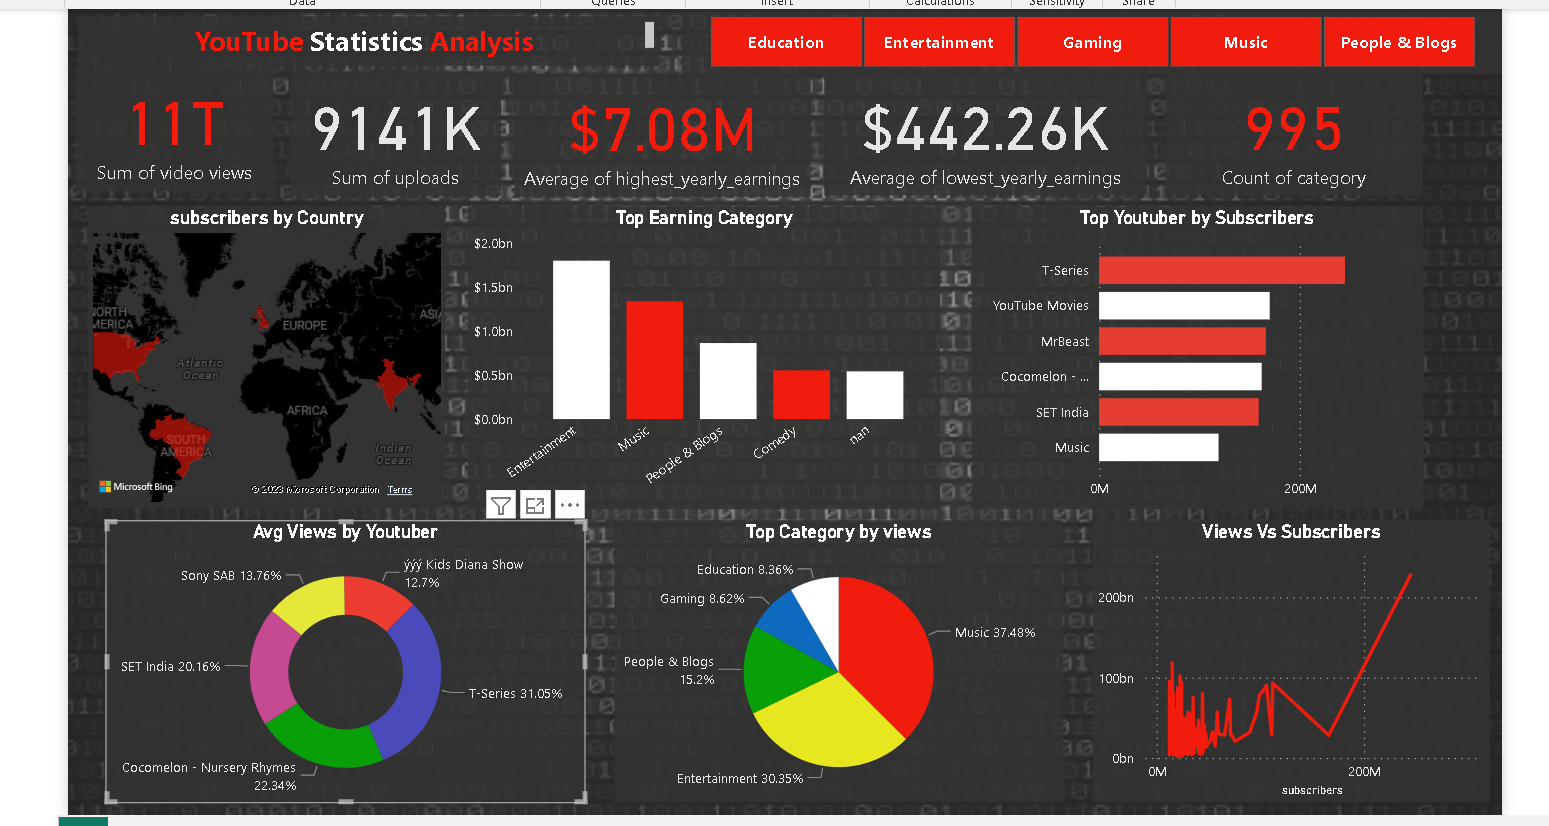 Data
Queries
Insert
Calculations
Sensitivity
Share
YouTube Statistics Analysis
Education
Entertainment
Gaming
Music
People & Blogs
11T
Sum of video views
9141K
Sum of uploads
$7.08M
Average of highest_yearly_earnings
$442.26K
Average of lowest_yearly_earnings
995
Count of category
subscribers by Country
NORTH
AMERICA
EUROPE
ASIA
Atlantic
Ocean
AFRICA
SOUTH
AMERICA
Indian
Ocean
Microsoft Bing
© 2023 Microsoft Corporation Terms
Top Earning Category
$2.0bn
$1.5bn
$1.0bn
$0.5bn
$0.0bn
Entertainment
Music
People & Blogs
Comedy
nan
Top Youtuber by Subscribers
T-Series
YouTube Movies
MrBeast
Cocomelon - ...
SET India
Music
0M
200M
Avg Views by Youtuber
ýýý Kids Diana Show
12.7%
Sony SAB 13.76%
SET India 20.16%
T-Series 31.05%
Cocomelon - Nursery Rhymes
22.34%
Top Category by views
Education 8.36%
Gaming 8.62%
Music 37.48%
People & Blogs
15.2%
Entertainment 30.35%
Views Vs Subscribers
200bn
100bn
0bn
0M
200M
subscribers